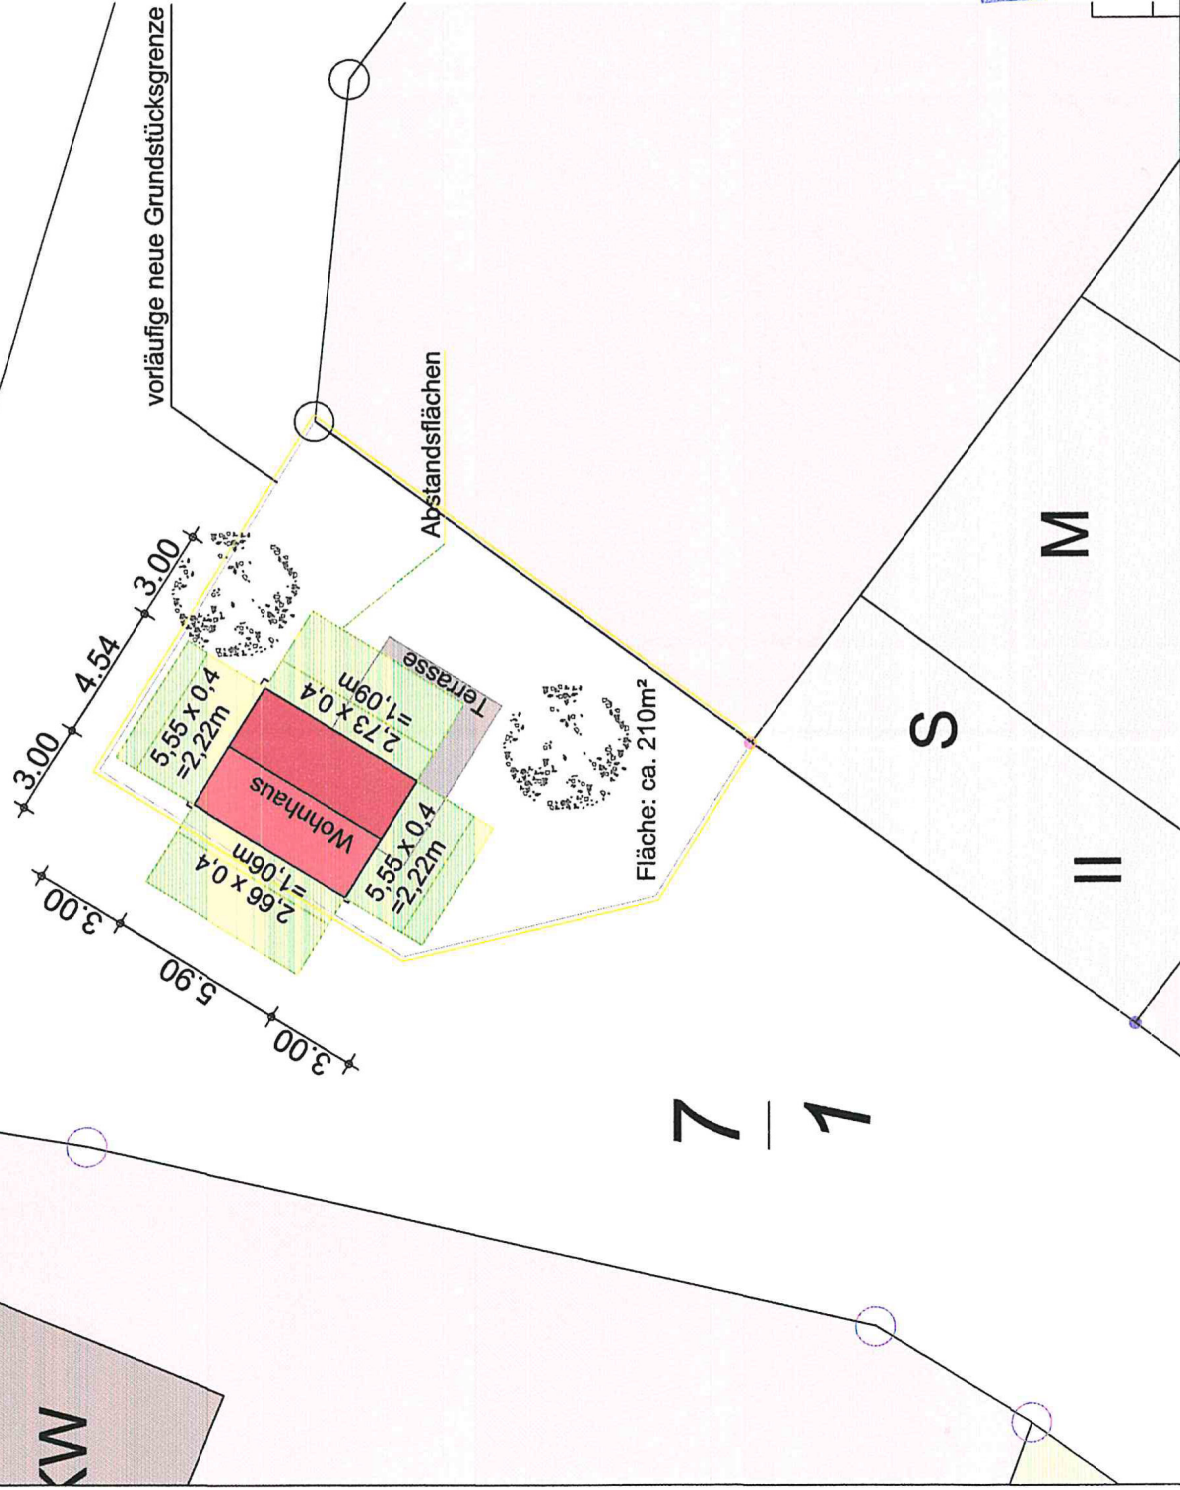 vorläufige neue Grundstücksgrenze
Abstandsflächen
3.00
4.54
3.00
5,55 x 0,4
=2,22m
2,73 x 0,4
=1,09m
Terrasse
Wohnhaus
2,66 x 0,4
=1,06m
5,55 x 0,4
=2,22m
3.00
5.90
3.00
Fläche: ca. 210m²
7
1
S
M
II
KW